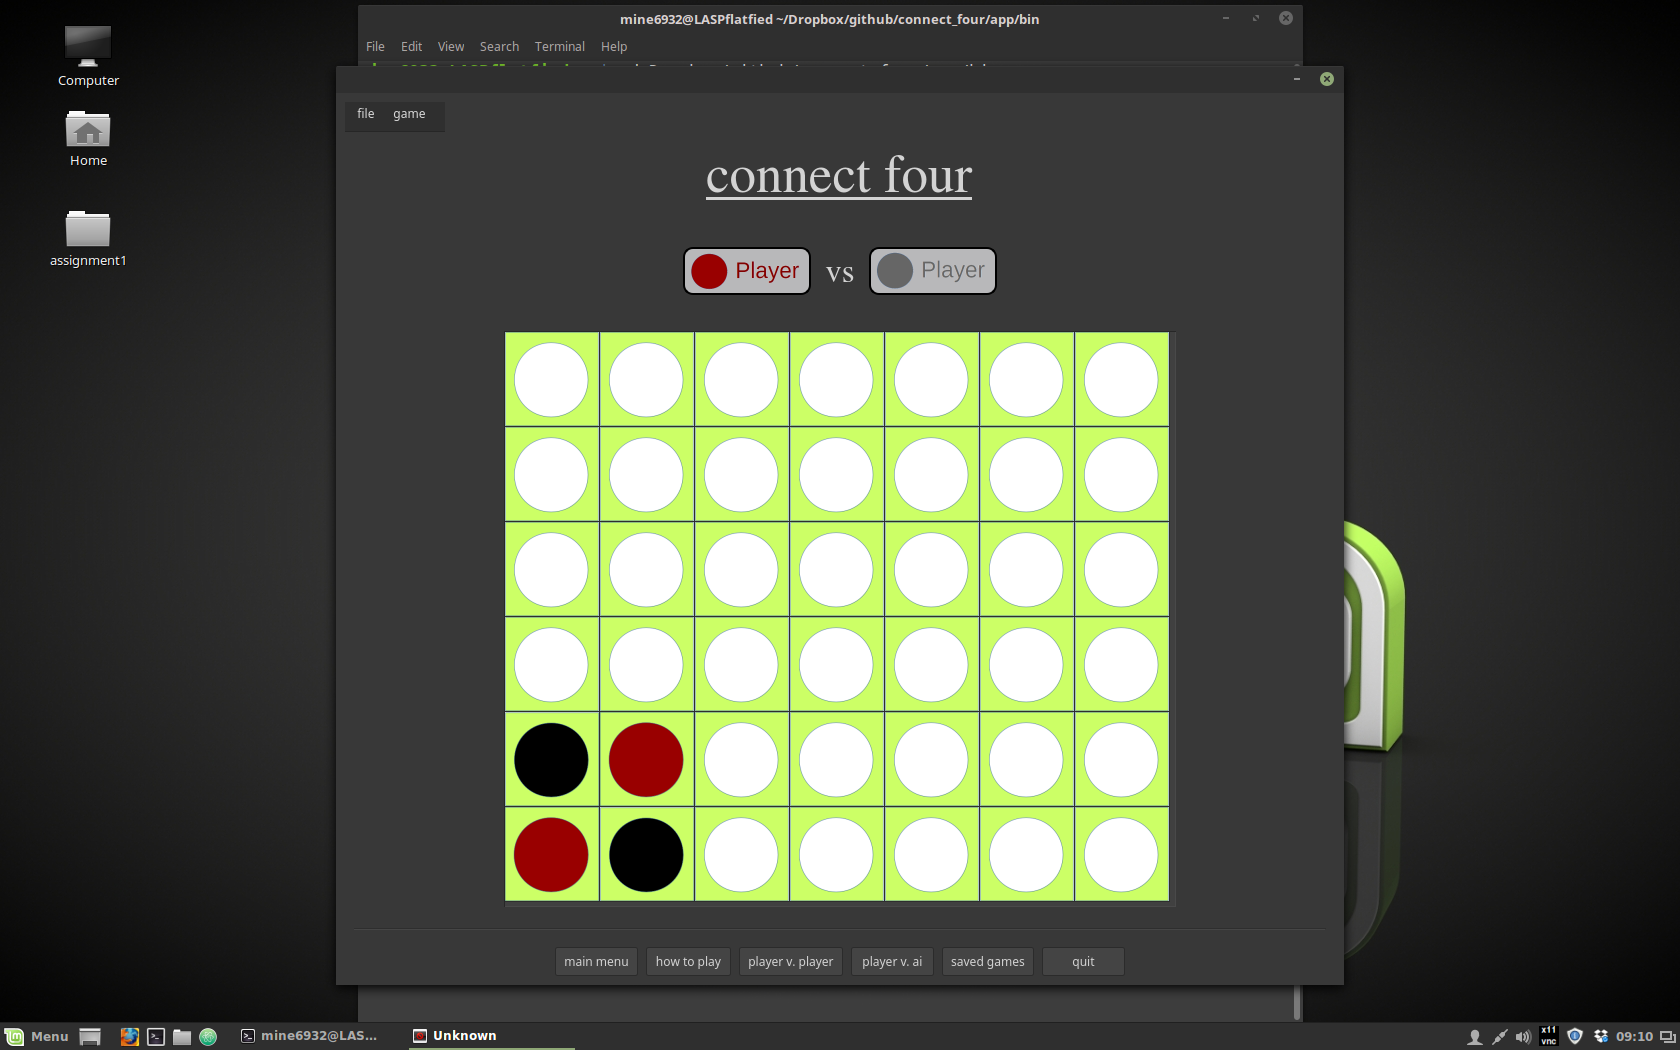 mine6932@LASPflatfied ~/Dropbox/github/connect_four/app/bin
File Edit View Search Terminal Help
Computer
Home
assignment1
file game
connect four
Player vs Player
main menu how to play player v. player player v. ai saved games quit
Menu mine6932@LAS... Unknown x11 vnc 09:10